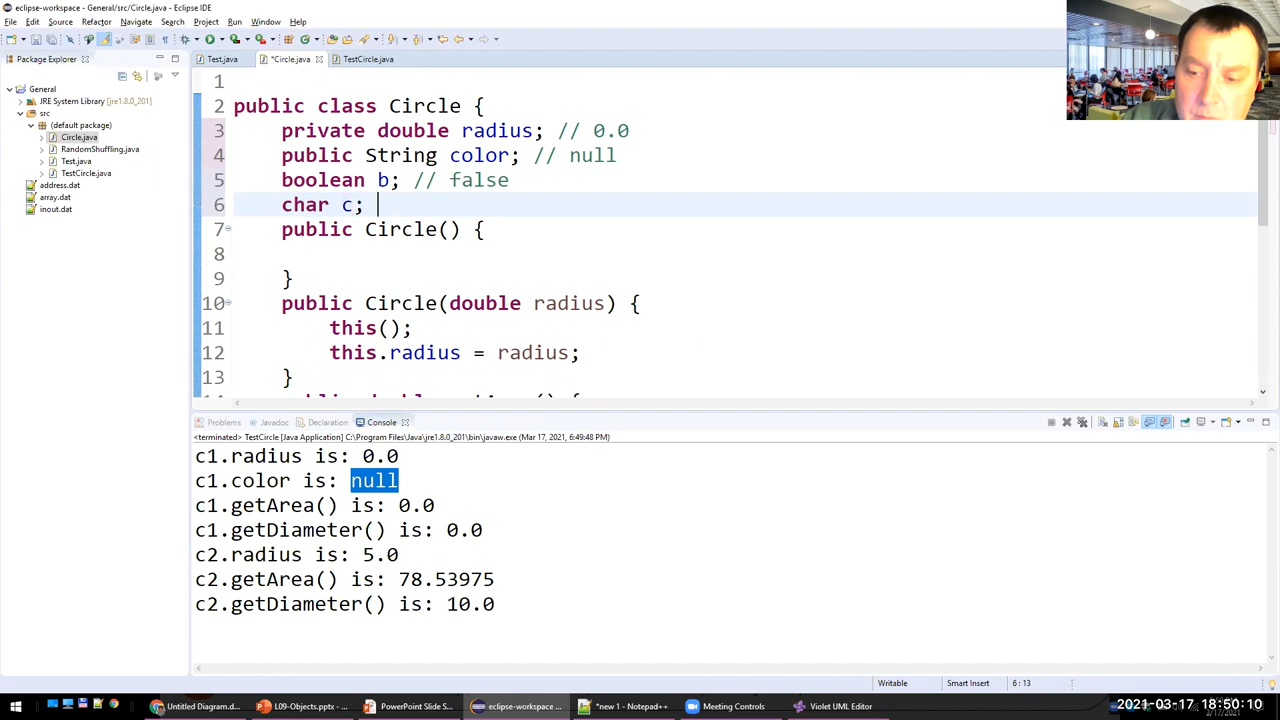 eclipse-workspace - General/src/Circle.java - Eclipse IDE
File Edit Source Refactor Navigate Search Project Run Window Help
Package Explorer
Test.java *Circle.java TestCircle.java
General
JRE System Library [jre1.8.0_201]
src
(default package)
Circle.java
RandomShuffling.java
Test.java
TestCircle.java
address.dat
array.dat
inout.dat
1
2 public class Circle {
3 private double radius; // 0.0
4 public String color; // null
5 boolean b; // false
6 char c;
7 public Circle() {
8
9 }
10 public Circle(double radius) {
11 this();
12 this.radius = radius;
13 }
Problems Javadoc Declaration Console
<terminated> TestCircle [Java Application] C:\Program Files\Java\jre1.8.0_201\bin\javaw.exe (Mar 17, 2021, 6:49:48 PM)
c1.radius is: 0.0
c1.color is: null
c1.getArea() is: 0.0
c1.getDiameter() is: 0.0
c2.radius is: 5.0
c2.getArea() is: 78.53975
c2.getDiameter() is: 10.0
Writable Smart Insert 6 : 13
Untitled Diagram.d... L09-Objects.pptx - ... PowerPoint Slide S... eclipse-workspace ... *new 1 - Notepad++ Meeting Controls Violet UML Editor
2021-03-17 18:50:10